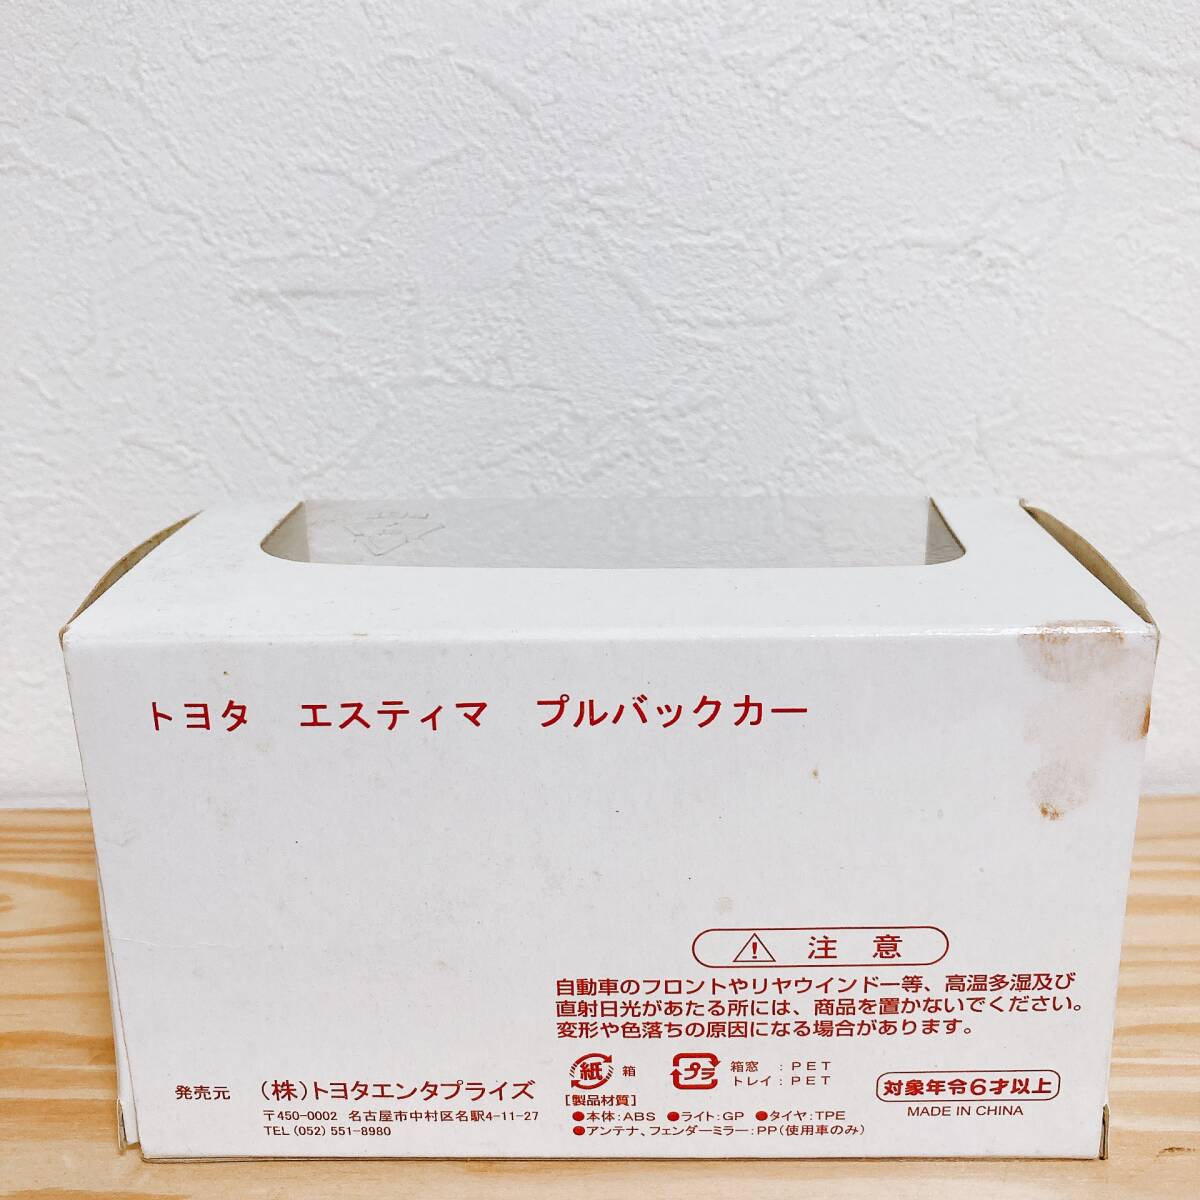 トヨタ エスティマ プルバックカー
注意
自動車のフロントやリヤウインドー等、高温多湿及び
直射日光があたる所には、商品を置かないでください。
変形や色落ちの原因になる場合があります。
紙 箱
プラ 箱窓 : PET
トレイ : PET
[製品材質]
●本体:ABS ●ライト:GP ●タイヤ:TPE
●アンテナ、フェンダーミラー:PP(使用車のみ)
対象年令6才以上
MADE IN CHINA
発売元 (株)トヨタエンタプライズ
〒450-0002 名古屋市中村区名駅4-11-27
TEL (052) 551-8980